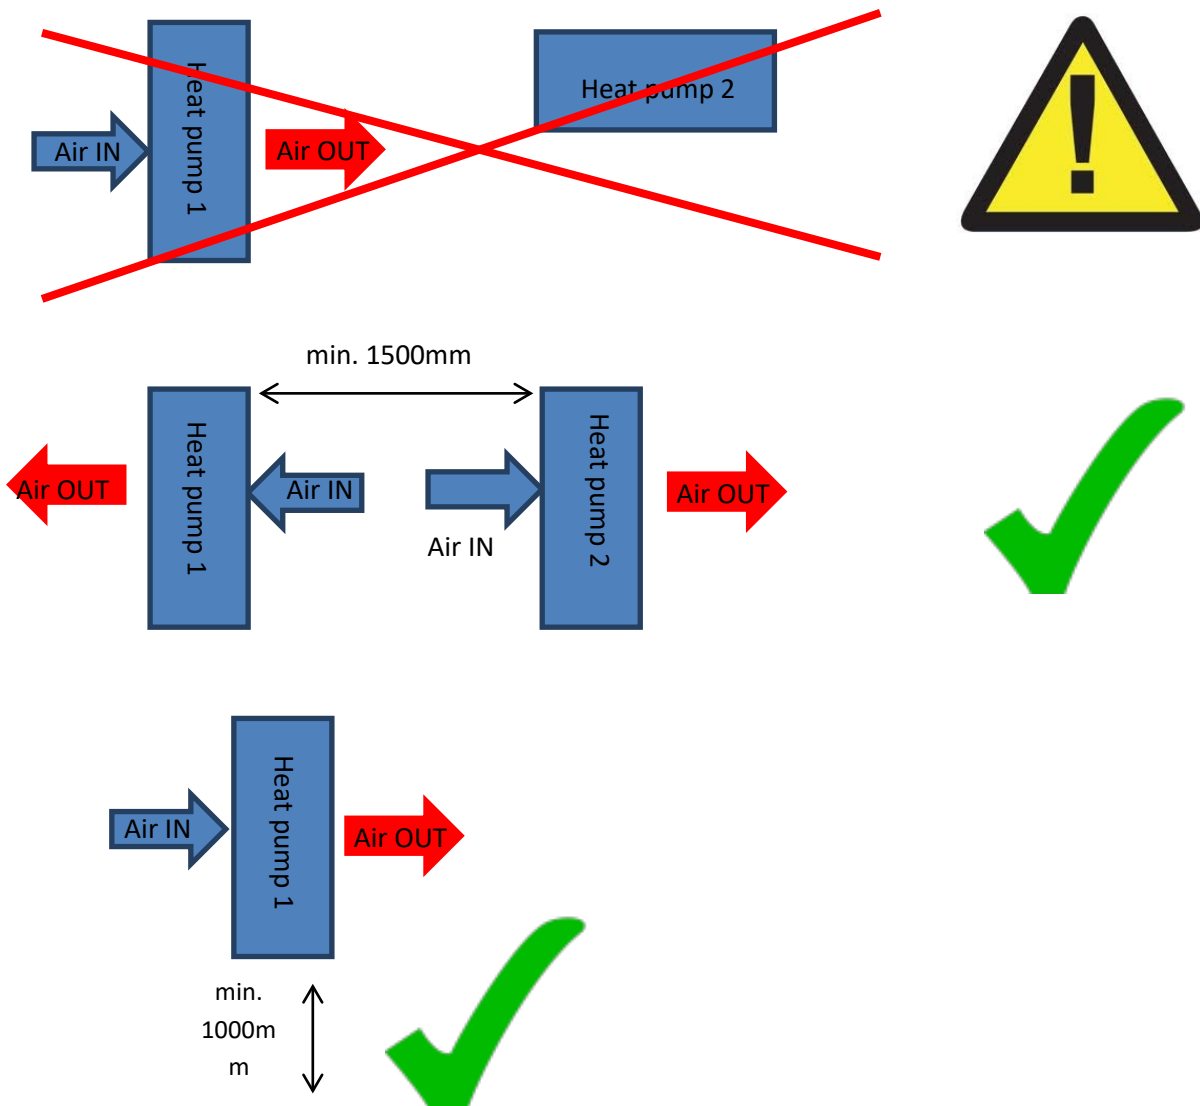 Heat pump 1
Heat pump 2
Air IN
Air OUT
min. 1500mm
Heat pump 1
Heat pump 2
Air OUT
Air IN
Air OUT
Air IN
Heat pump 1
Air IN
Air OUT
min.
1000m
m